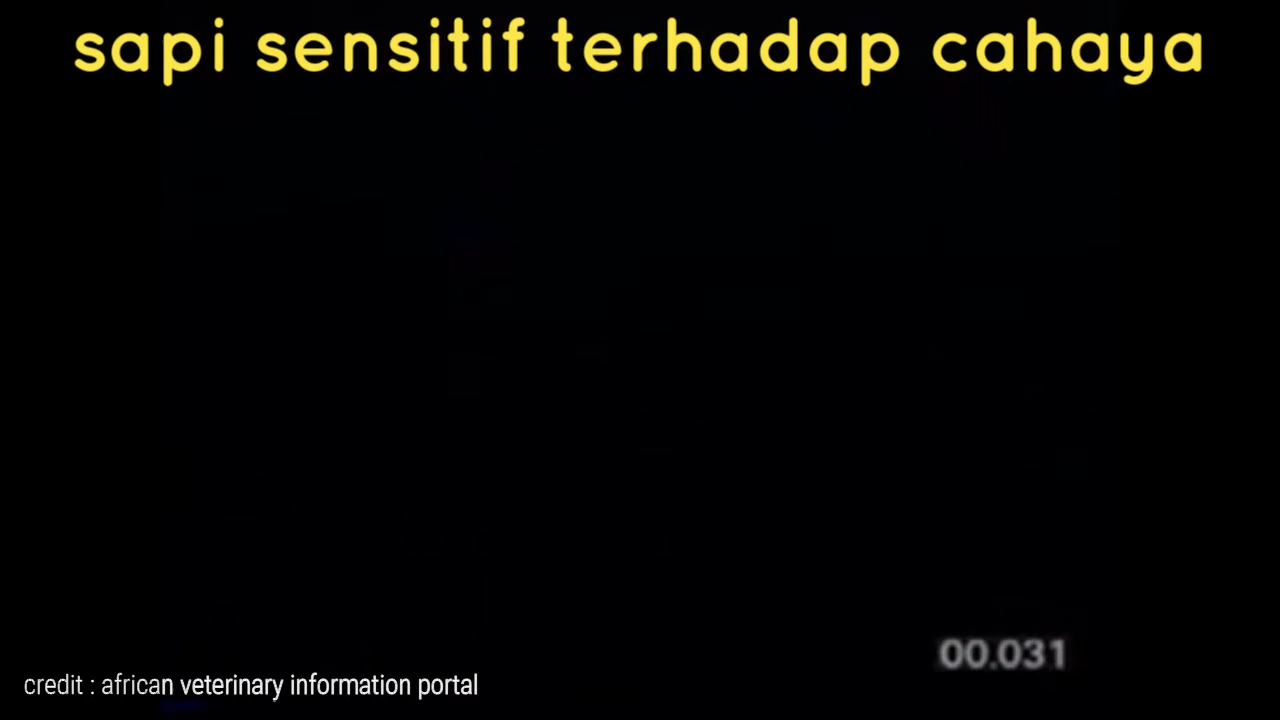 sapi sensitif terhadap cahaya
00.031
credit : african veterinary information portal